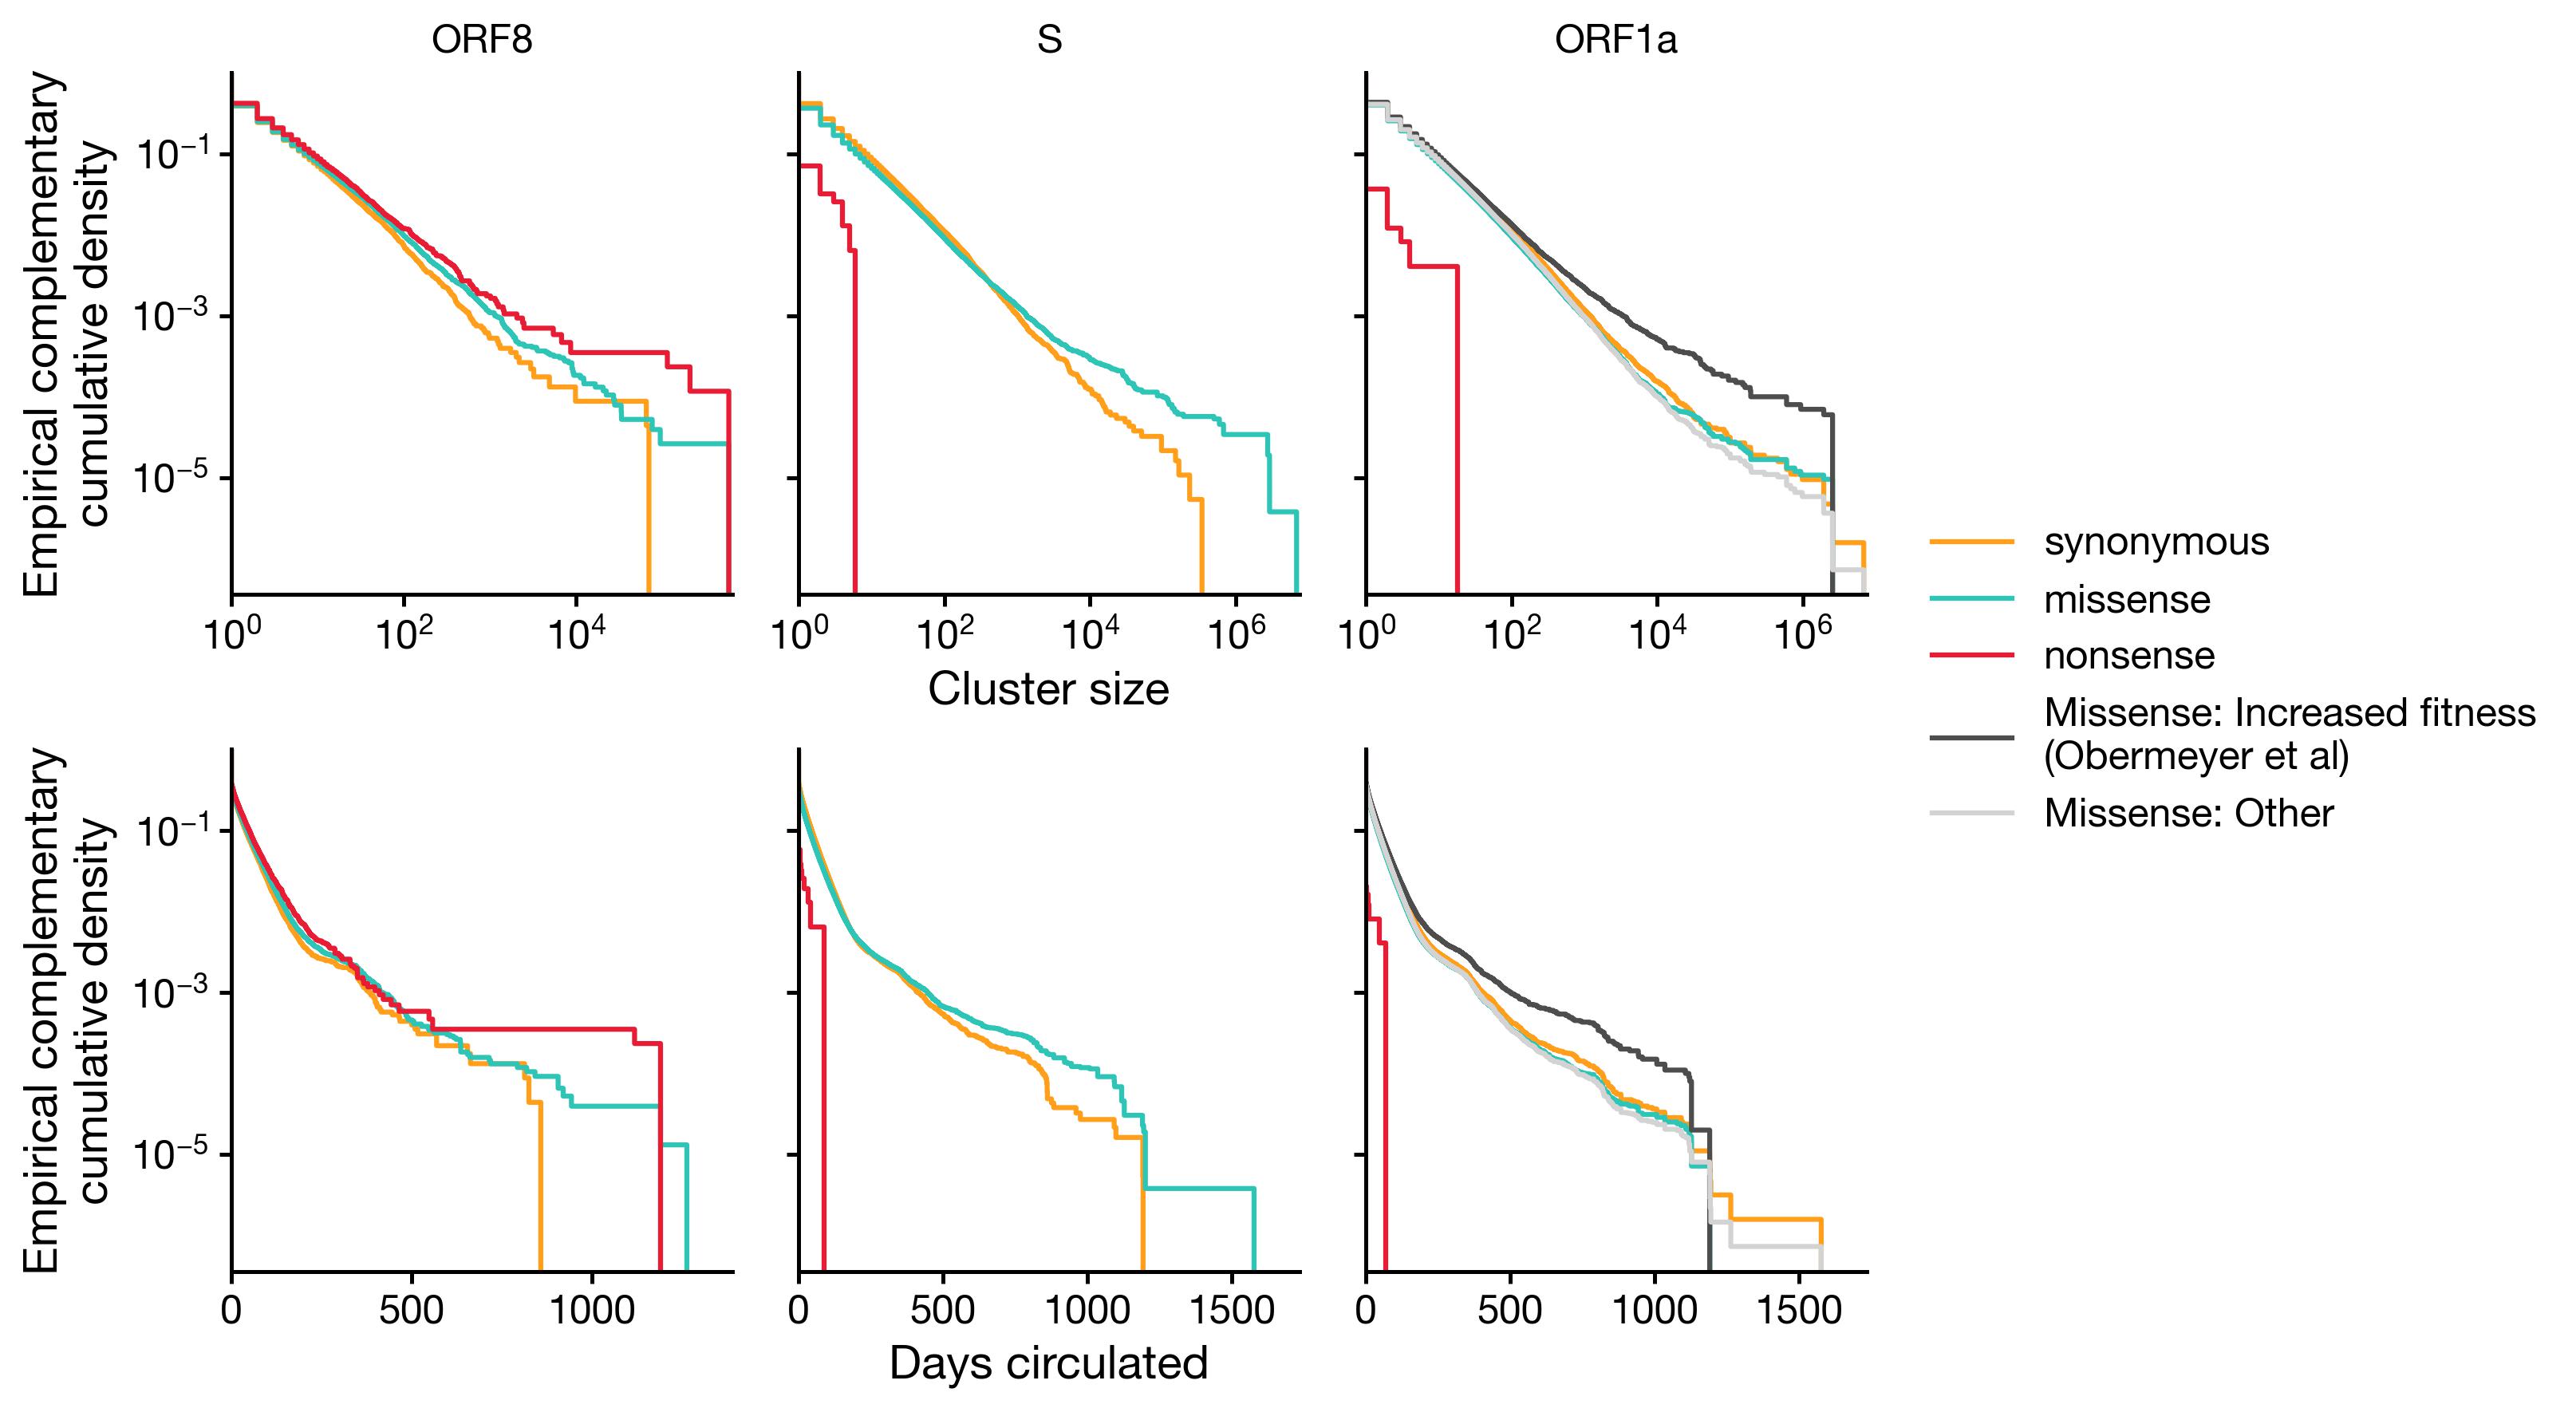 ORF8
S
ORF1a
Empirical complementary
cumulative density
10⁻¹
10⁻³
10⁻⁵
10⁰ 10² 10⁴
10⁰ 10² 10⁴ 10⁶
10⁰ 10² 10⁴ 10⁶
Cluster size
synonymous
missense
nonsense
Missense: Increased fitness
(Obermeyer et al)
Missense: Other
Empirical complementary
cumulative density
10⁻¹
10⁻³
10⁻⁵
0 500 1000
0 500 1000 1500
0 500 1000 1500
Days circulated